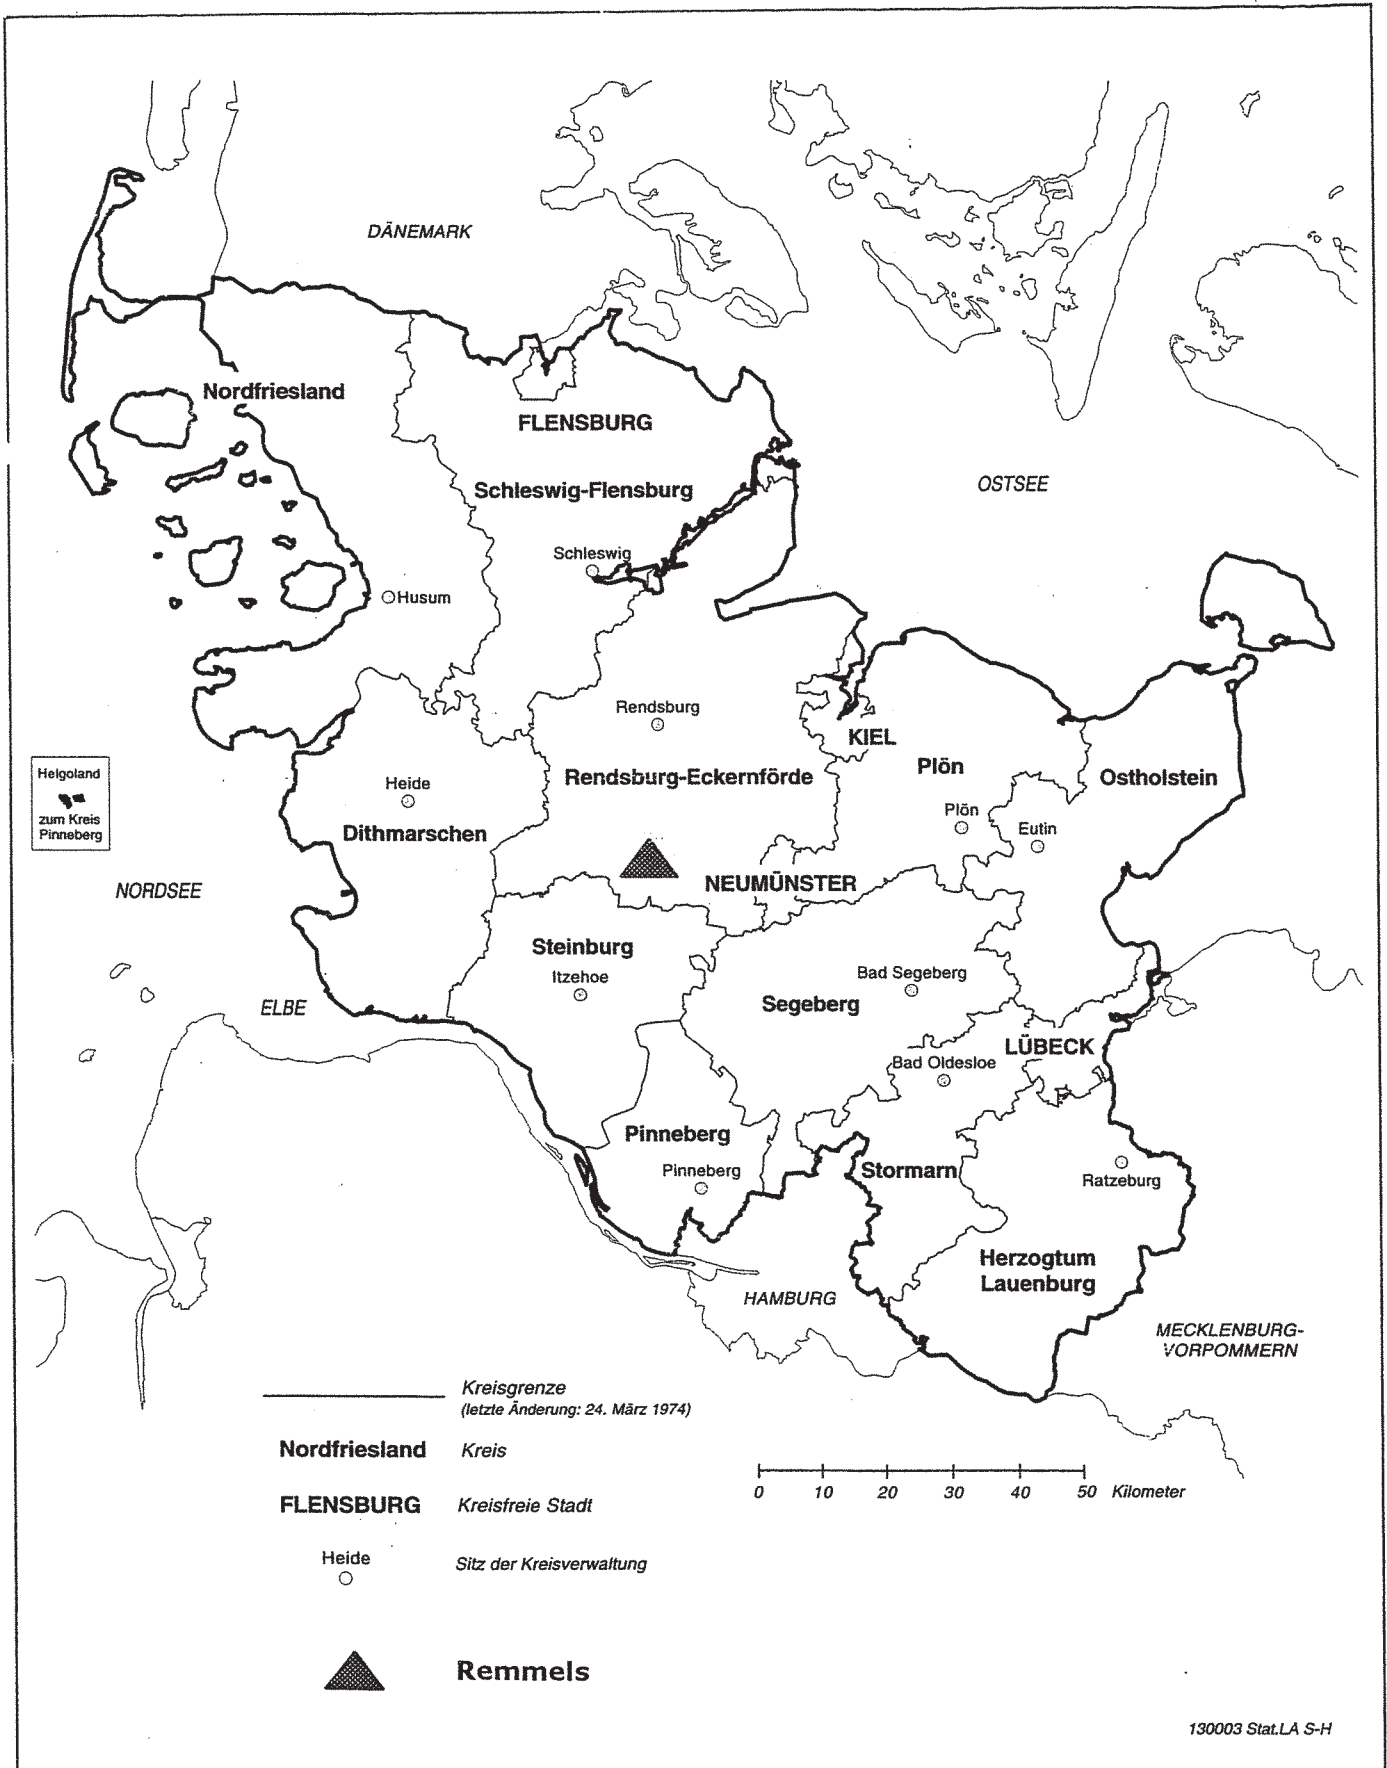 DÄNEMARK
Nordfriesland
FLENSBURG
OSTSEE
Schleswig-Flensburg
Schleswig
Husum
Rendsburg
KIEL
Helgoland
zum Kreis
Pinneberg
Heide
Rendsburg-Eckernförde
Plön
Ostholstein
Dithmarschen
Plön
Eutin
NORDSEE
NEUMÜNSTER
Steinburg
Itzehoe
Bad Segeberg
Segeberg
ELBE
LÜBECK
Bad Oldesloe
Pinneberg
Pinneberg
Stormarn
Ratzeburg
Herzogtum
Lauenburg
HAMBURG
MECKLENBURG-
VORPOMMERN
Kreisgrenze
(letzte Änderung: 24. März 1974)
Nordfriesland Kreis
0 10 20 30 40 50 Kilometer
FLENSBURG Kreisfreie Stadt
Heide
Sitz der Kreisverwaltung
Remmels
130003 Stat.LA S-H